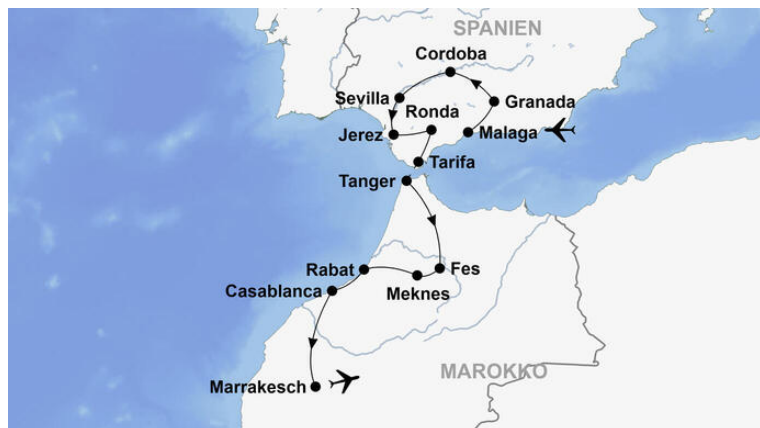 SPANIEN
Cordoba
Sevilla
Granada
Ronda
Jerez
Malaga
Tarifa
Tanger
Rabat
Fes
Casablanca
Meknes
MAROKKO
Marrakesch